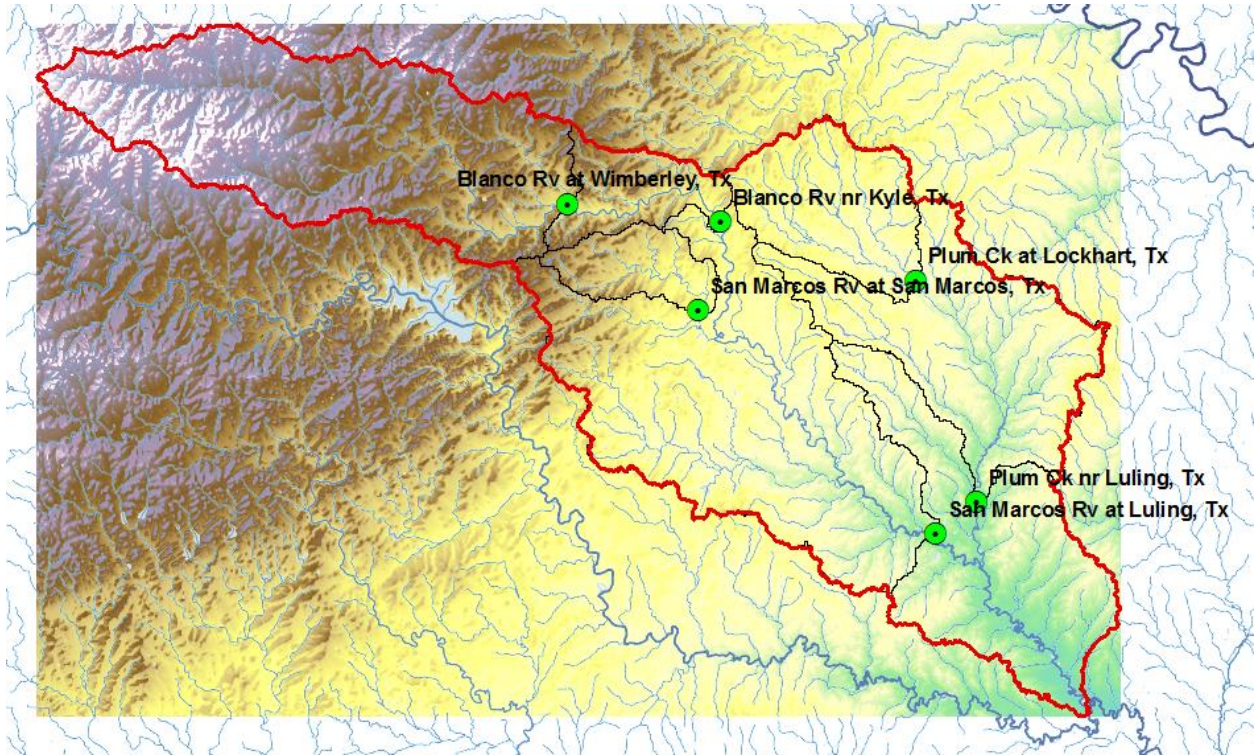 Blanco Rv at Wimberley, Tx
Blanco Rv nr Kyle, Tx
Plum Ck at Lockhart, Tx
San Marcos Rv at San Marcos, Tx
Plum Ck nr Luling, Tx
San Marcos Rv at Luling, Tx